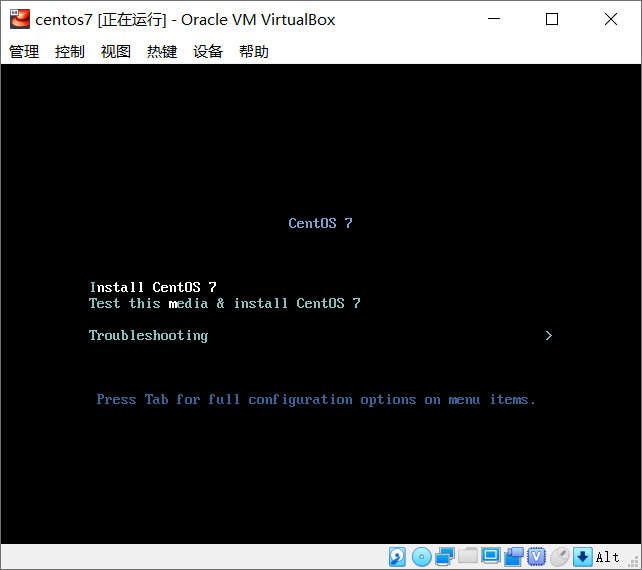 centos7 [正在运行] - Oracle VM VirtualBox
管理 控制 视图 热键 设备 帮助
CentOS 7
Install CentOS 7
Test this media & install CentOS 7
Troubleshooting >
Press Tab for full configuration options on menu items.
Alt